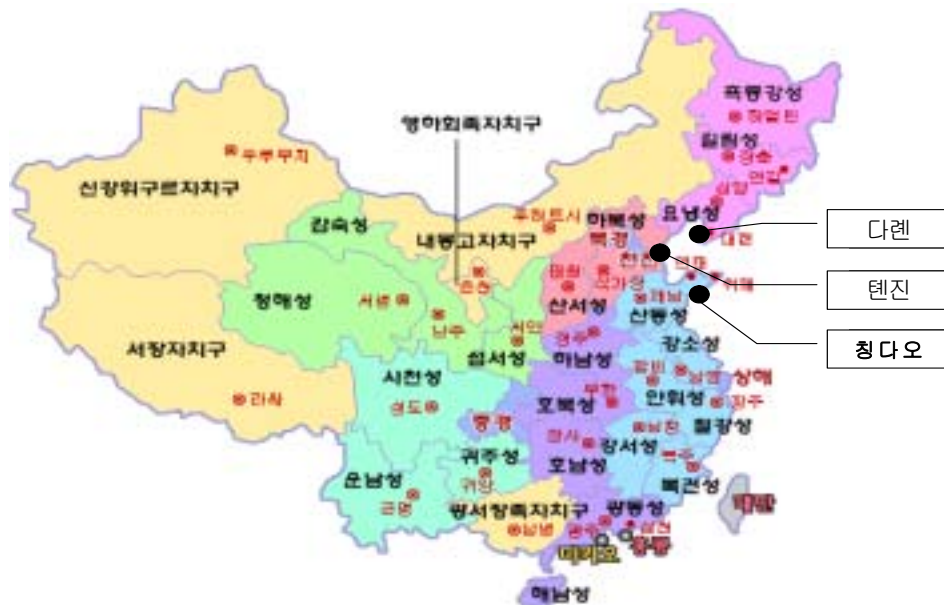 흑룡강성
하얼빈
영하회족자치구
길림성
장춘
연길
우루무치
심양
신강위구르자치구
요녕성
감숙성
하북성
다롄
내몽고자치구
북경
대련
텐진
천진
위해
은천
태원
석가장
청해성
서녕
제남
산서성
산동성
난주
칭다오
서안
정주
서장자치구
섬서성
하남성
강소성
사천성
합비
남경
상해
라싸
성도
무한
안휘성
항주
호북성
중경
절강성
장사
남창
강서성
귀주성
호남성
복주
운남성
귀양
복건성
곤명
광서장족자치구
광동성
대만
남녕
광주
심천
마카오
홍콩
해남성